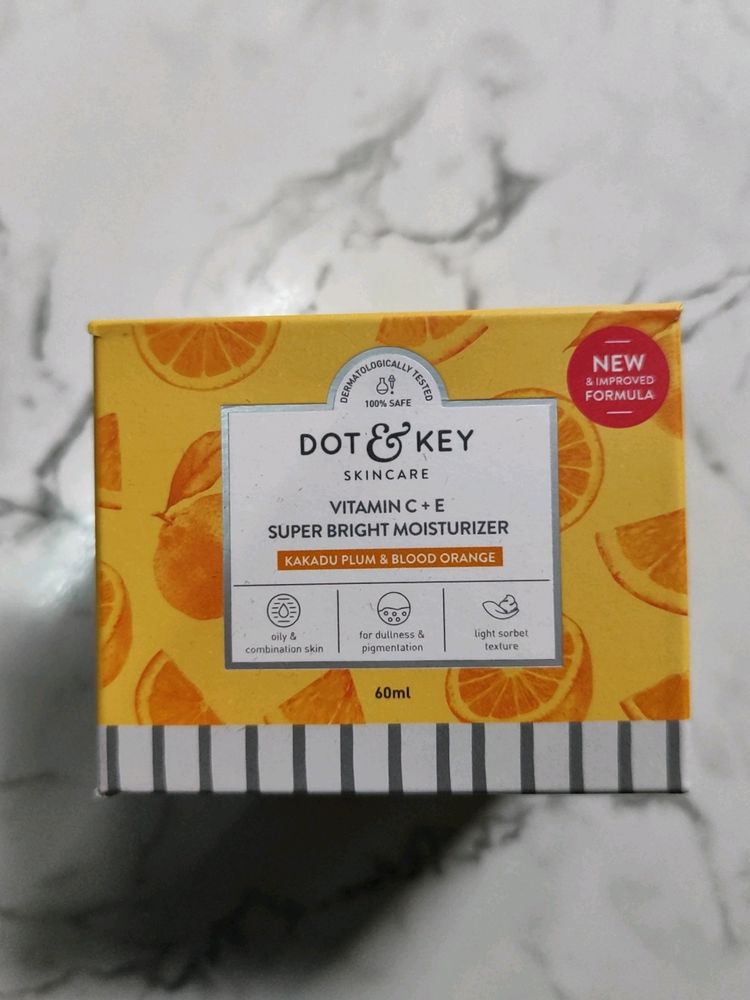 DERMATOLOGICALLY TESTED
100% SAFE
NEW
& IMPROVED
FORMULA
DOT & KEY
SKINCARE
VITAMIN C + E
SUPER BRIGHT MOISTURIZER
KAKADU PLUM & BLOOD ORANGE
oily &
combination skin
for dullness &
pigmentation
light sorbet
texture
60ml